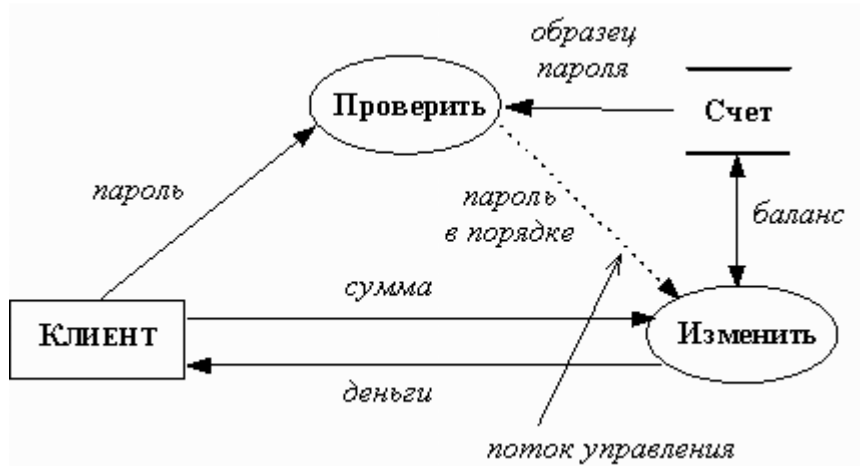 образец
пароля
Проверить
Счет
пароль
пароль
в порядке
баланс
сумма
Клиент
Изменить
деньги
поток управления